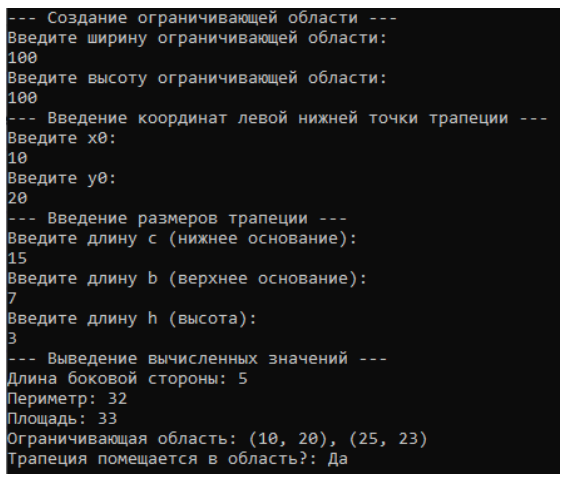 --- Создание ограничивающей области ---
Введите ширину ограничивающей области:
100
Введите высоту ограничивающей области:
100
--- Введение координат левой нижней точки трапеции ---
Введите x0:
10
Введите y0:
20
--- Введение размеров трапеции ---
Введите длину c (нижнее основание):
15
Введите длину b (верхнее основание):
7
Введите длину h (высота):
3
--- Выведение вычисленных значений ---
Длина боковой стороны: 5
Периметр: 32
Площадь: 33
Ограничивающая область: (10, 20), (25, 23)
Трапеция помещается в область?: Да